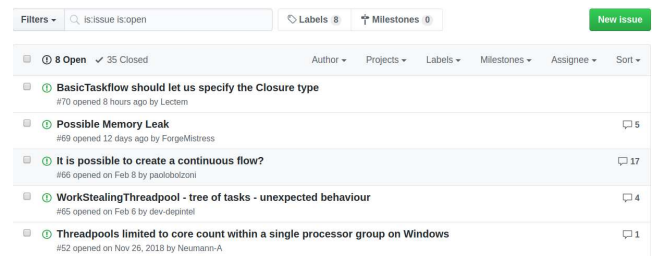 Filters is:issue is:open Labels 8 Milestones 0 New issue
8 Open 35 Closed Author Projects Labels Milestones Assignee Sort
BasicTaskflow should let us specify the Closure type
#70 opened 8 hours ago by Lectem
Possible Memory Leak 5
#69 opened 12 days ago by ForgeMistress
It is possible to create a continuous flow? 17
#66 opened on Feb 8 by paolobolzoni
WorkStealingThreadpool - tree of tasks - unexpected behaviour 4
#65 opened on Feb 6 by dev-depintel
Threadpools limited to core count within a single processor group on Windows 1
#52 opened on Nov 26, 2018 by Neumann-A